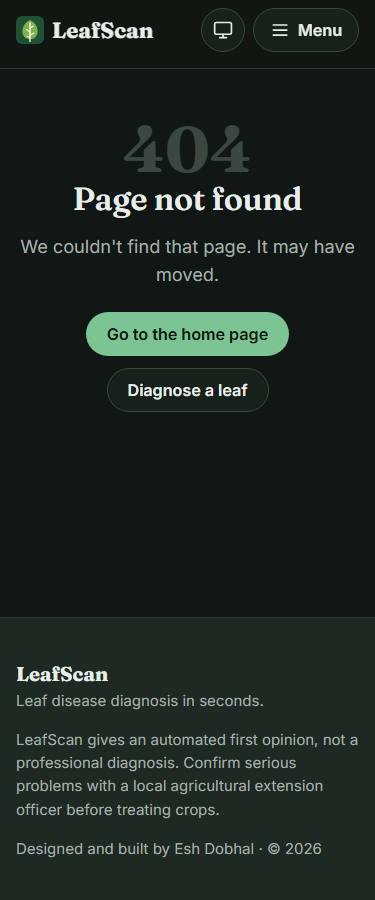 LeafScan
Menu
404
Page not found
We couldn't find that page. It may have
moved.
Go to the home page
Diagnose a leaf
LeafScan
Leaf disease diagnosis in seconds.
LeafScan gives an automated first opinion, not a
professional diagnosis. Confirm serious
problems with a local agricultural extension
officer before treating crops.
Designed and built by Esh Dobhal · © 2026